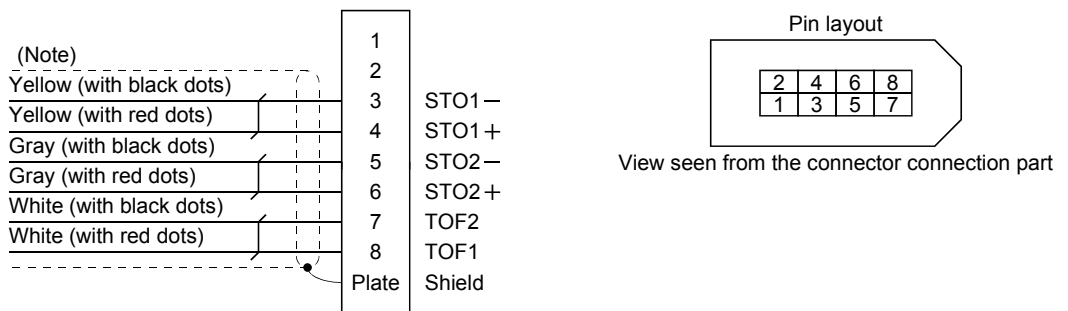 (Note)
Yellow (with black dots)
Yellow (with red dots)
Gray (with black dots)
Gray (with red dots)
White (with black dots)
White (with red dots)
1
2
3 STO1−
4 STO1+
5 STO2−
6 STO2+
7 TOF2
8 TOF1
Plate Shield
Pin layout
2 4 6 8
1 3 5 7
View seen from the connector connection part